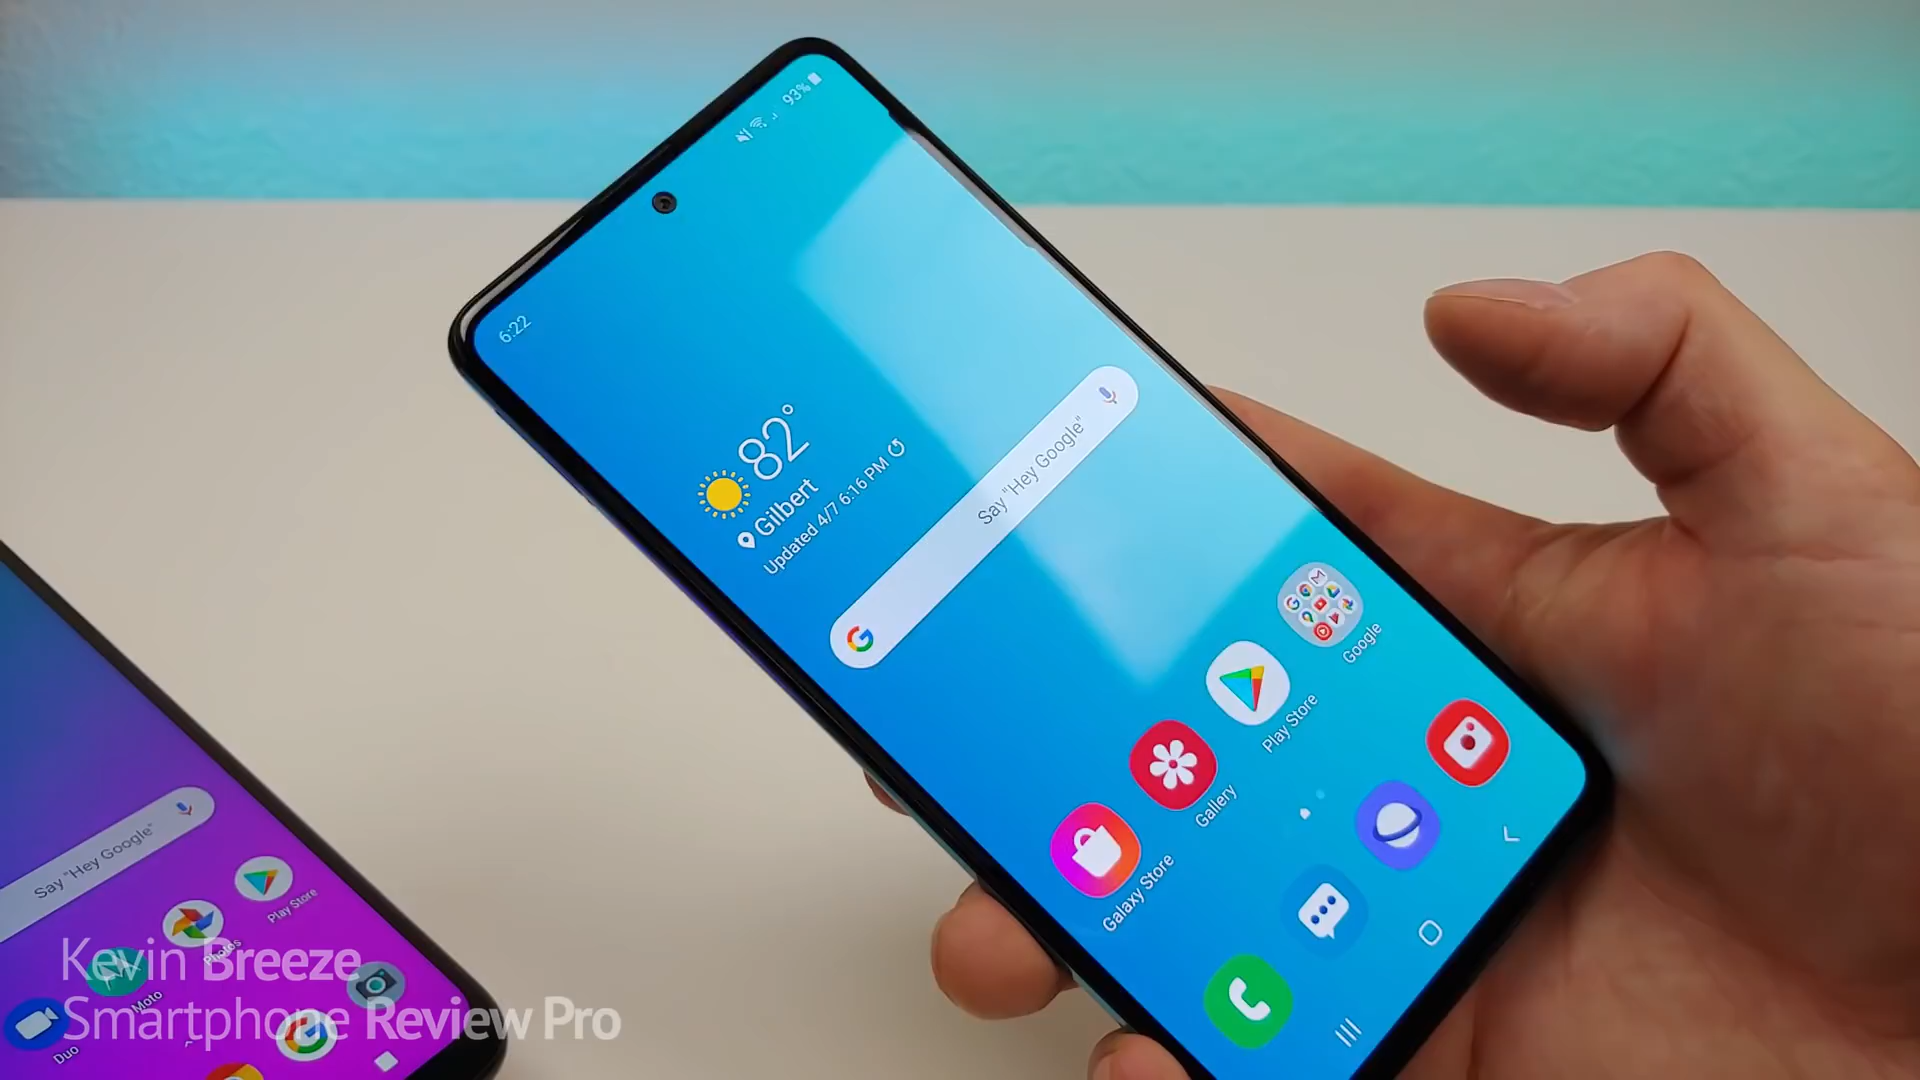 93%
6:22
82°
Gilbert
Updated 4/7 6:16 PM
Say "Hey Google"
Google
Play Store
Gallery
Galaxy Store
Say "Hey Google"
Play Store
Photos
Moto
Duo
Kevin Breeze
Smartphone Review Pro